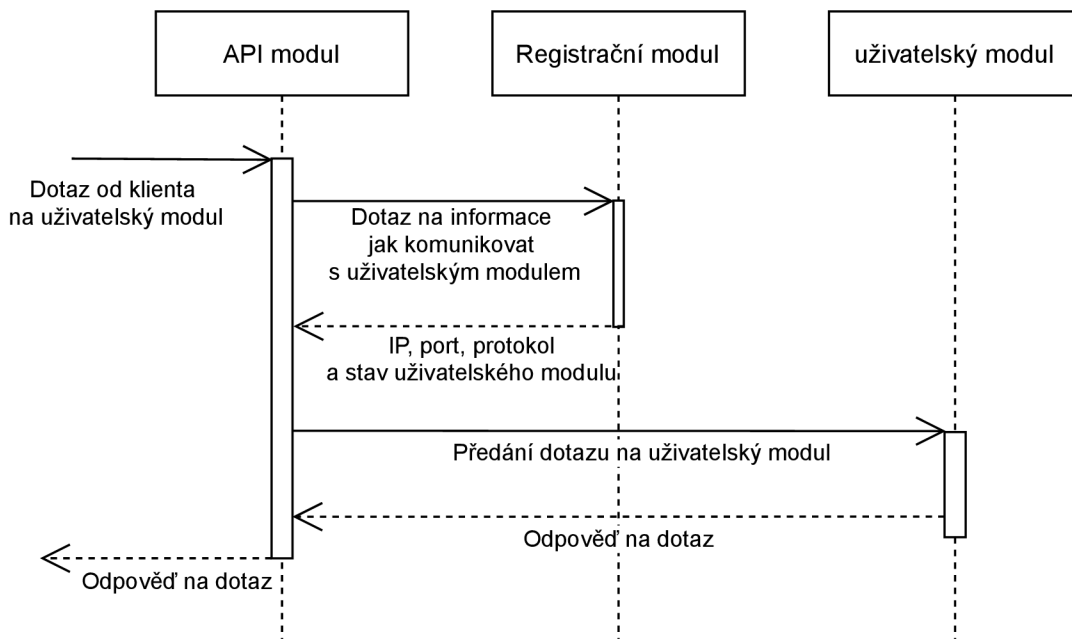 API modul
Registrační modul
uživatelský modul
Dotaz od klienta
na uživatelský modul
Dotaz na informace
jak komunikovat
s uživatelským modulem
IP, port, protokol
a stav uživatelského modulu
Předání dotazu na uživatelský modul
Odpověď na dotaz
Odpověď na dotaz